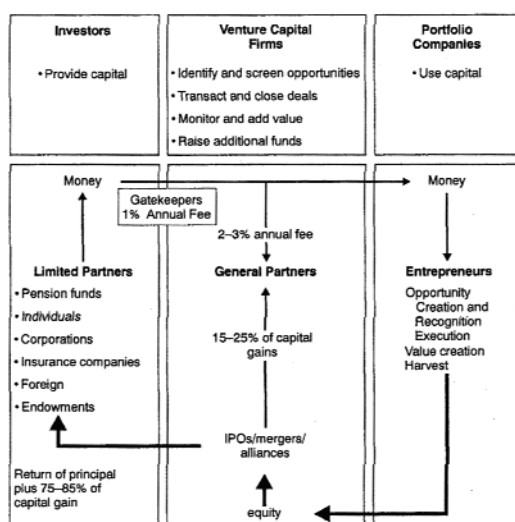 Investors
• Provide capital
Venture Capital
Firms
• Identify and screen opportunities
• Transact and close deals
• Monitor and add value
• Raise additional funds
Portfolio
Companies
• Use capital
Money
Gatekeepers
1% Annual Fee
Money
2–3% annual fee
Limited Partners
• Pension funds
• Individuals
• Corporations
• Insurance companies
• Foreign
• Endowments
General Partners
15–25% of capital
gains
Entrepreneurs
Opportunity
Creation and
Recognition
Execution
Value creation
Harvest
IPOs/mergers/
alliances
Return of principal
plus 75–85% of
capital gain
equity